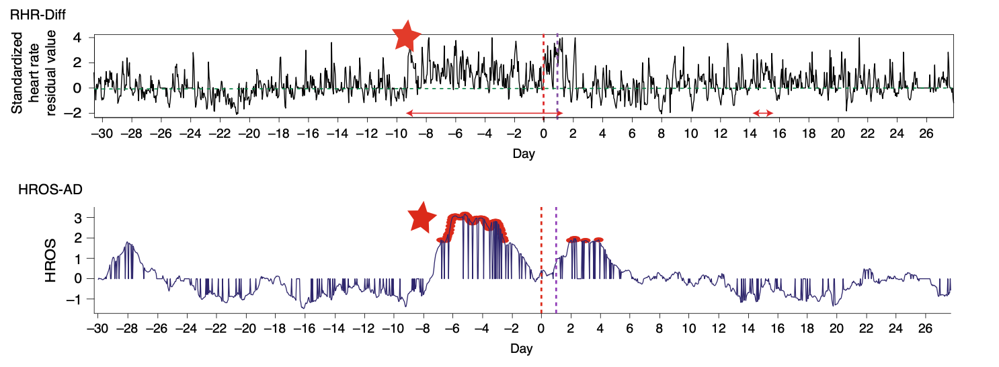 RHR-Diff
Standardized
heart rate
residual value
4
2
0
–2
–30 –28 –26 –24 –22 –20 –18 –16 –14 –12 –10 –8 –6 –4 –2 0 2 4 6 8 10 12 14 16 18 20 22 24 26
Day
HROS-AD
HROS
3
2
1
0
–1
–30 –28 –26 –24 –22 –20 –18 –16 –14 –12 –10 –8 –6 –4 –2 0 2 4 6 8 10 12 14 16 18 20 22 24 26
Day